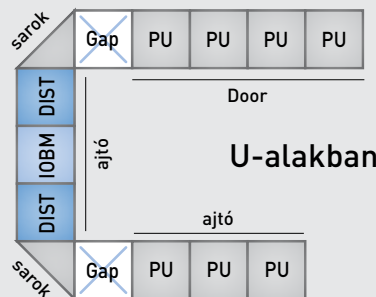 sarok
Gap PU PU PU PU
Door
DIST
IOBM
DIST
ajtó
U-alakban
ajtó
sarok
Gap PU PU PU